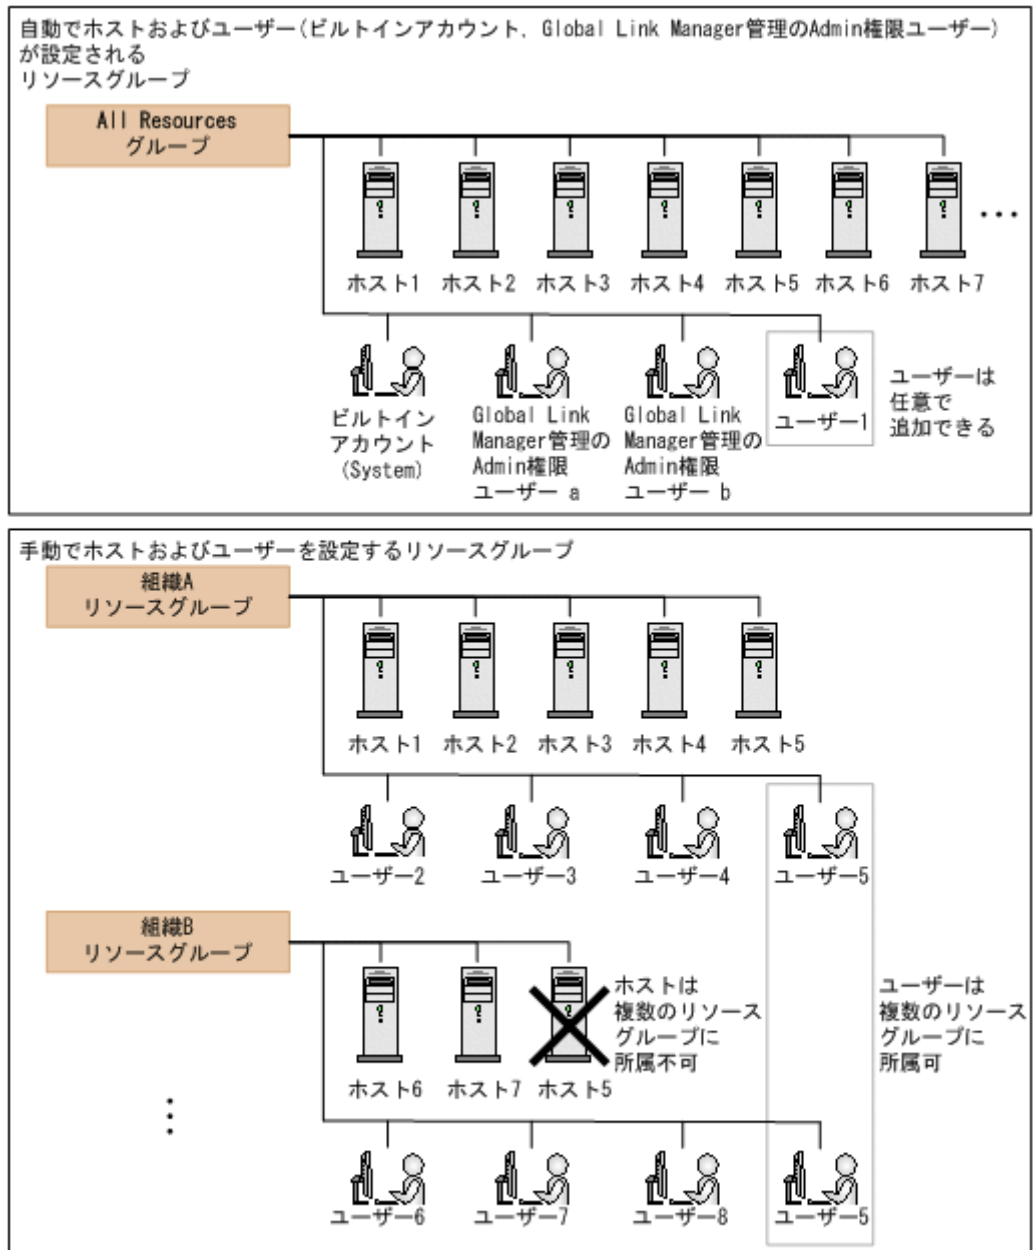 自動でホストおよびユーザー(ビルトインアカウント, Global Link Manager管理のAdmin権限ユーザー)
が設定される
リソースグループ
All Resources
グループ
ホスト1 ホスト2 ホスト3 ホスト4 ホスト5 ホスト6 ホスト7
ビルトイン
アカウント
(System)
Global Link
Manager管理の
Admin権限
ユーザー a
Global Link
Manager管理の
Admin権限
ユーザー b
ユーザー1
ユーザーは
任意で
追加できる
手動でホストおよびユーザーを設定するリソースグループ
組織A
リソースグループ
ホスト1 ホスト2 ホスト3 ホスト4 ホスト5
ユーザー2 ユーザー3 ユーザー4 ユーザー5
組織B
リソースグループ
ホストは
複数のリソース
グループに
所属不可
ユーザーは
複数のリソース
グループに
所属可
ホスト6 ホスト7 ホスト5
ユーザー6 ユーザー7 ユーザー8 ユーザー5